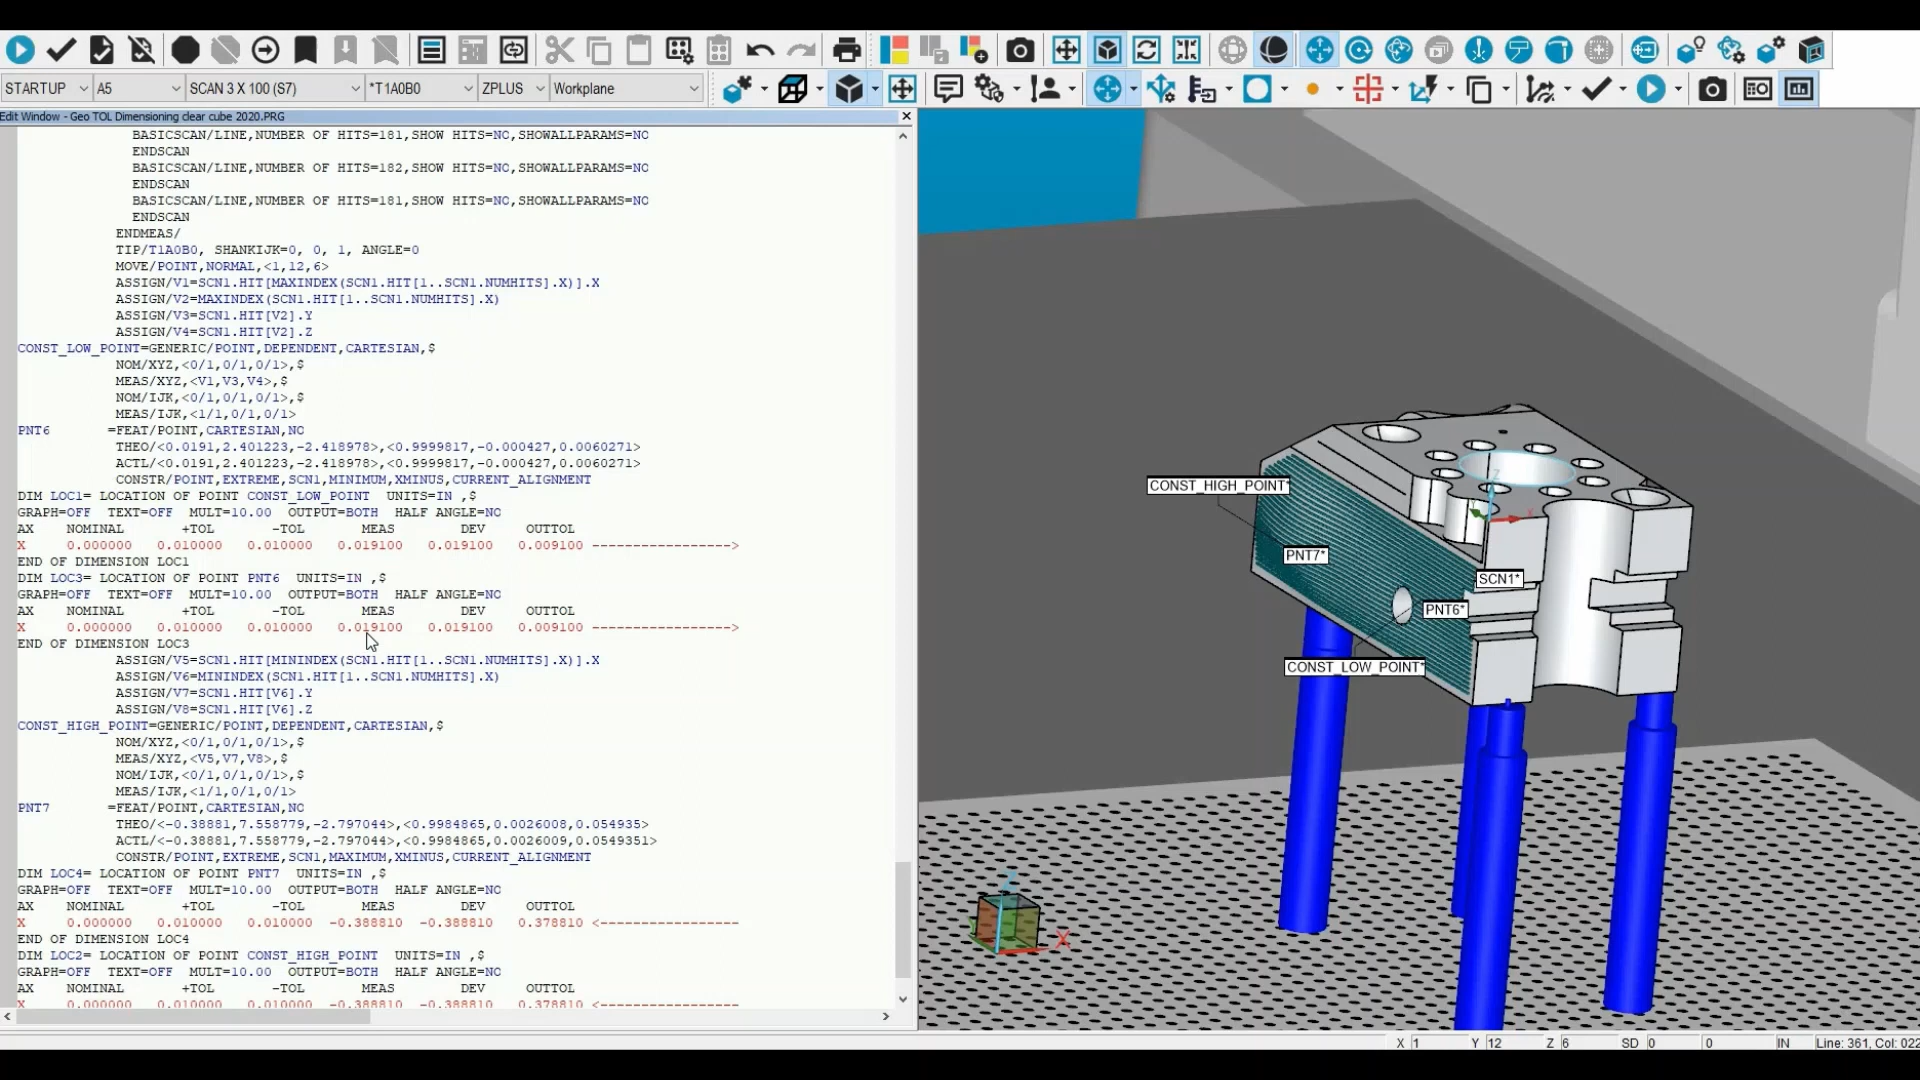 STARTUP A5 SCAN 3 X 100 (S7) *T1A0B0 ZPLUS Workplane
Edit Window - Geo TOL Dimensioning clear cube 2020.PRG
BASICSCAN/LINE,NUMBER OF HITS=181,SHOW HITS=NO,SHOWALLPARAMS=NO
ENDSCAN
BASICSCAN/LINE,NUMBER OF HITS=182,SHOW HITS=NO,SHOWALLPARAMS=NO
ENDSCAN
BASICSCAN/LINE,NUMBER OF HITS=181,SHOW HITS=NO,SHOWALLPARAMS=NO
ENDSCAN
ENDMEAS/
TIP/T1A0B0, SHANKIJK=0, 0, 1, ANGLE=0
MOVE/POINT,NORMAL,<1,12,6>
ASSIGN/V1=SCN1.HIT[MAXINDEX(SCN1.HIT[1..SCN1.NUMHITS].X)].X
ASSIGN/V2=MAXINDEX(SCN1.HIT[1..SCN1.NUMHITS].X)
ASSIGN/V3=SCN1.HIT[V2].Y
ASSIGN/V4=SCN1.HIT[V2].Z
CONST_LOW_POINT=GENERIC/POINT,DEPENDENT,CARTESIAN,$
NOM/XYZ,<0/1,0/1,0/1>,$
MEAS/XYZ,<V1,V3,V4>,$
NOM/IJK,<0/1,0/1,0/1>,$
MEAS/IJK,<1/1,0/1,0/1>
PNT6 =FEAT/POINT,CARTESIAN,NO
THEO/<0.0191,2.401223,-2.418978>,<0.9999817,-0.000427,0.0060271>
ACTL/<0.0191,2.401223,-2.418978>,<0.9999817,-0.000427,0.0060271>
CONSTR/POINT,EXTREME,SCN1,MINIMUM,XMINUS,CURRENT_ALIGNMENT
DIM LOC1= LOCATION OF POINT CONST_LOW_POINT UNITS=IN ,$
GRAPH=OFF TEXT=OFF MULT=10.00 OUTPUT=BOTH HALF ANGLE=NO
AX NOMINAL +TOL -TOL MEAS DEV OUTTOL
X 0.000000 0.010000 0.010000 0.019100 0.019100 0.009100 ----------------->
END OF DIMENSION LOC1
DIM LOC3= LOCATION OF POINT PNT6 UNITS=IN ,$
GRAPH=OFF TEXT=OFF MULT=10.00 OUTPUT=BOTH HALF ANGLE=NO
AX NOMINAL +TOL -TOL MEAS DEV OUTTOL
X 0.000000 0.010000 0.010000 0.019100 0.019100 0.009100 ----------------->
END OF DIMENSION LOC3
ASSIGN/V5=SCN1.HIT[MININDEX(SCN1.HIT[1..SCN1.NUMHITS].X)].X
ASSIGN/V6=MININDEX(SCN1.HIT[1..SCN1.NUMHITS].X)
ASSIGN/V7=SCN1.HIT[V6].Y
ASSIGN/V8=SCN1.HIT[V6].Z
CONST_HIGH_POINT=GENERIC/POINT,DEPENDENT,CARTESIAN,$
NOM/XYZ,<0/1,0/1,0/1>,$
MEAS/XYZ,<V5,V7,V8>,$
NOM/IJK,<0/1,0/1,0/1>,$
MEAS/IJK,<1/1,0/1,0/1>
PNT7 =FEAT/POINT,CARTESIAN,NO
THEO/<-0.38881,7.558779,-2.797044>,<0.9984865,0.0026008,0.054935>
ACTL/<-0.38881,7.558779,-2.797044>,<0.9984865,0.0026009,0.0549351>
CONSTR/POINT,EXTREME,SCN1,MAXIMUM,XMINUS,CURRENT_ALIGNMENT
DIM LOC4= LOCATION OF POINT PNT7 UNITS=IN ,$
GRAPH=OFF TEXT=OFF MULT=10.00 OUTPUT=BOTH HALF ANGLE=NO
AX NOMINAL +TOL -TOL MEAS DEV OUTTOL
X 0.000000 0.010000 0.010000 -0.388810 -0.388810 0.378810 <-----------------
END OF DIMENSION LOC4
DIM LOC2= LOCATION OF POINT CONST_HIGH_POINT UNITS=IN ,$
GRAPH=OFF TEXT=OFF MULT=10.00 OUTPUT=BOTH HALF ANGLE=NO
AX NOMINAL +TOL -TOL MEAS DEV OUTTOL
X 0.000000 0.010000 0.010000 -0.388810 -0.388810 0.378810 <-----------------
CONST_HIGH_POINT*
PNT7*
SCN1*
PNT6*
CONST_LOW_POINT*
Z
X
X 1 Y 12 Z 6 SD 0 0 IN Line: 361, Col: 022